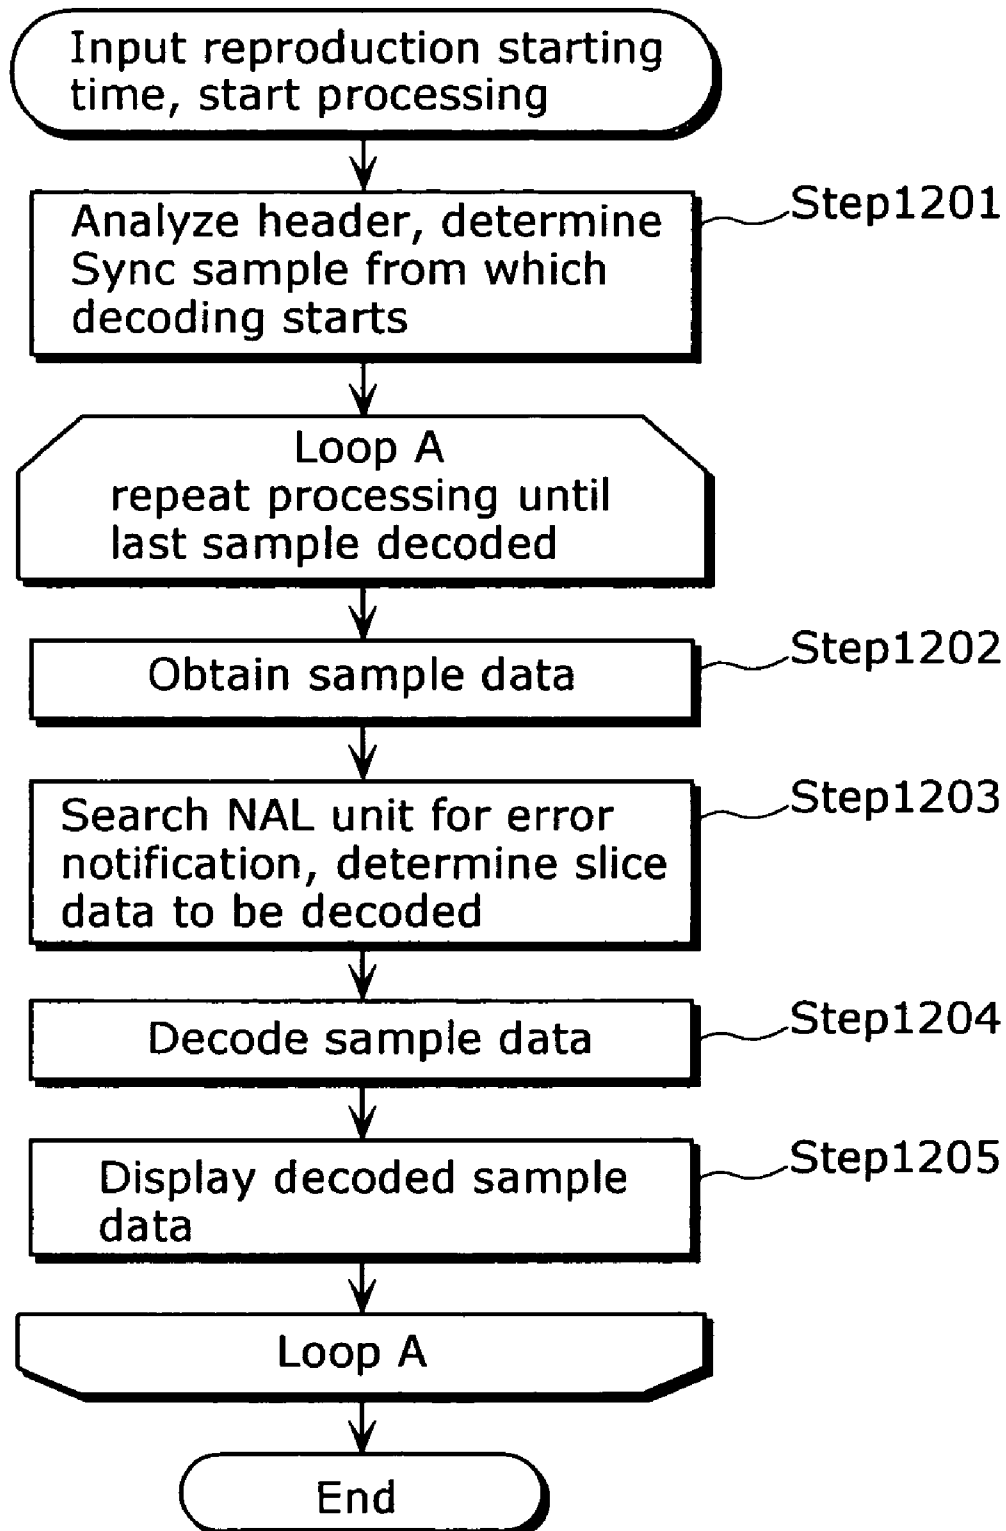 Input reproduction starting
time, start processing
Step1201
Analyze header, determine
Sync sample from which
decoding starts
Loop A
repeat processing until
last sample decoded
Step1202
Obtain sample data
Step1203
Search NAL unit for error
notification, determine slice
data to be decoded
Step1204
Decode sample data
Step1205
Display decoded sample
data
Loop A
End